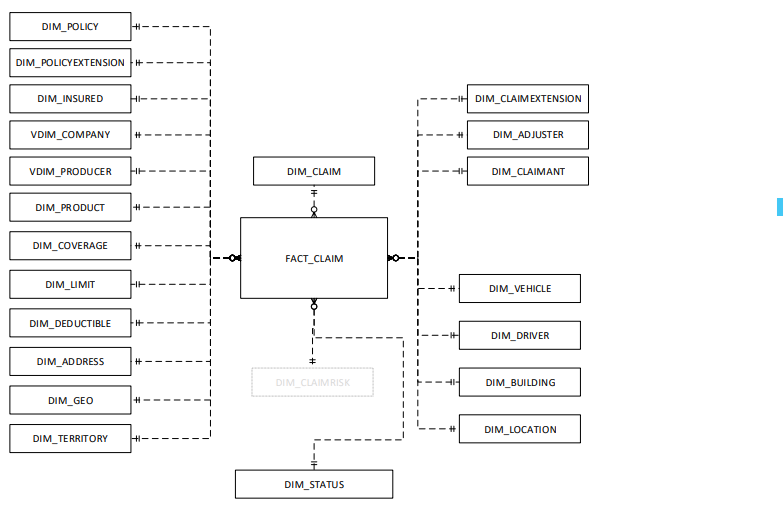 DIM_POLICY
DIM_POLICYEXTENSION
DIM_INSURED
VDIM_COMPANY
VDIM_PRODUCER
DIM_PRODUCT
DIM_COVERAGE
DIM_LIMIT
DIM_DEDUCTIBLE
DIM_ADDRESS
DIM_GEO
DIM_TERRITORY
DIM_CLAIM
FACT_CLAIM
DIM_CLAIMRISK
DIM_STATUS
DIM_CLAIMEXTENSION
DIM_ADJUSTER
DIM_CLAIMANT
DIM_VEHICLE
DIM_DRIVER
DIM_BUILDING
DIM_LOCATION